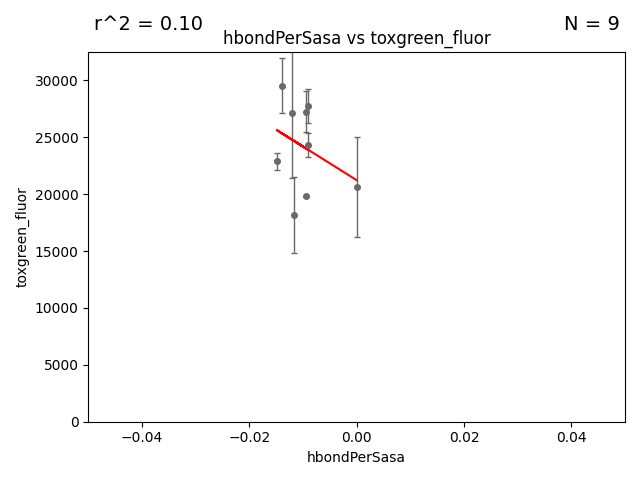 r^2 = 0.10
N = 9
hbondPerSasa vs toxgreen_fluor
30000
25000
20000
15000
10000
5000
0
toxgreen_fluor
−0.04
−0.02
0.00
0.02
0.04
hbondPerSasa